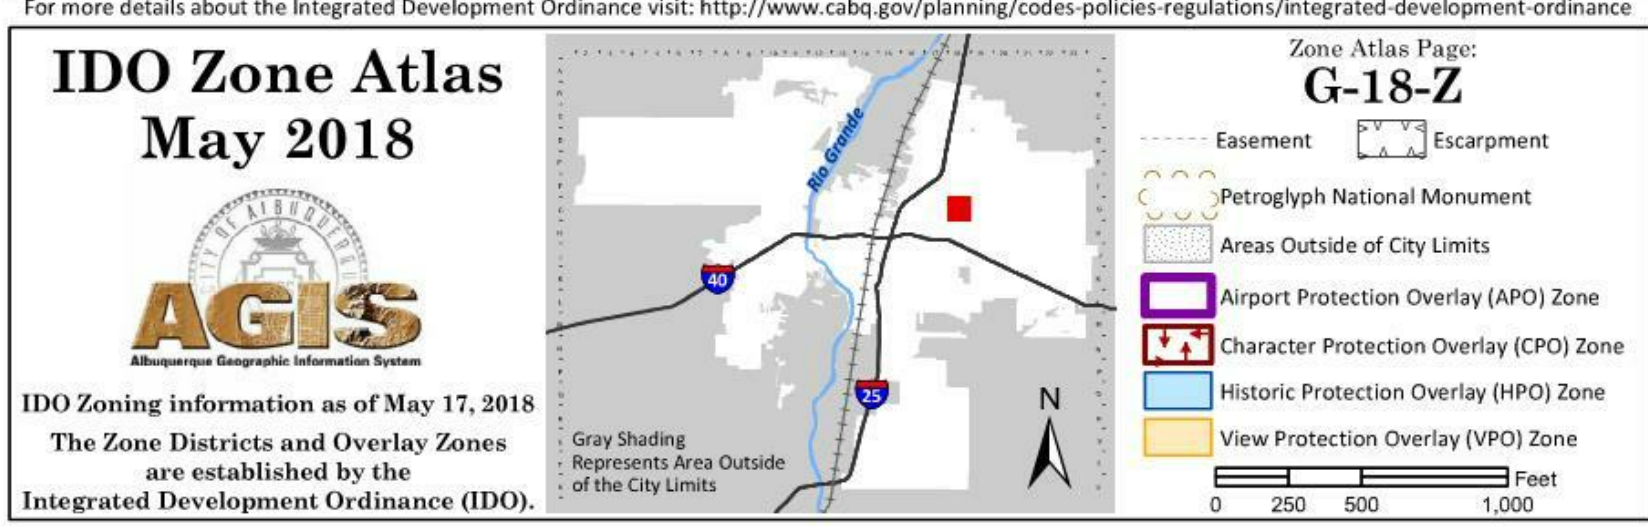 For more details about the Integrated Development Ordinance visit: http://www.cabq.gov/planning/codes-policies-regulations/integrated-development-ordinance
IDO Zone Atlas
May 2018
CITY OF ALBUQUERQUE
AGIS
Albuquerque Geographic Information System
IDO Zoning information as of May 17, 2018
The Zone Districts and Overlay Zones
are established by the
Integrated Development Ordinance (IDO).
Rio Grande
40
25
N
Gray Shading
Represents Area Outside
of the City Limits
Zone Atlas Page:
G-18-Z
Easement
Escarpment
Petroglyph National Monument
Areas Outside of City Limits
Airport Protection Overlay (APO) Zone
Character Protection Overlay (CPO) Zone
Historic Protection Overlay (HPO) Zone
View Protection Overlay (VPO) Zone
Feet
0 250 500 1,000